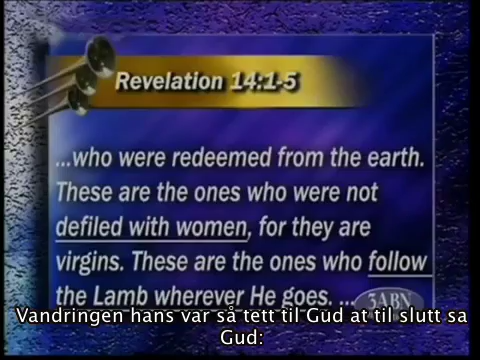 Revelation 14:1-5
...who were redeemed from the earth.
These are the ones who were not
defiled with women, for they are
virgins. These are the ones who follow
the Lamb wherever He goes. ...
3ABN
Vandringen hans var så tett til Gud at til slutt sa
Gud: